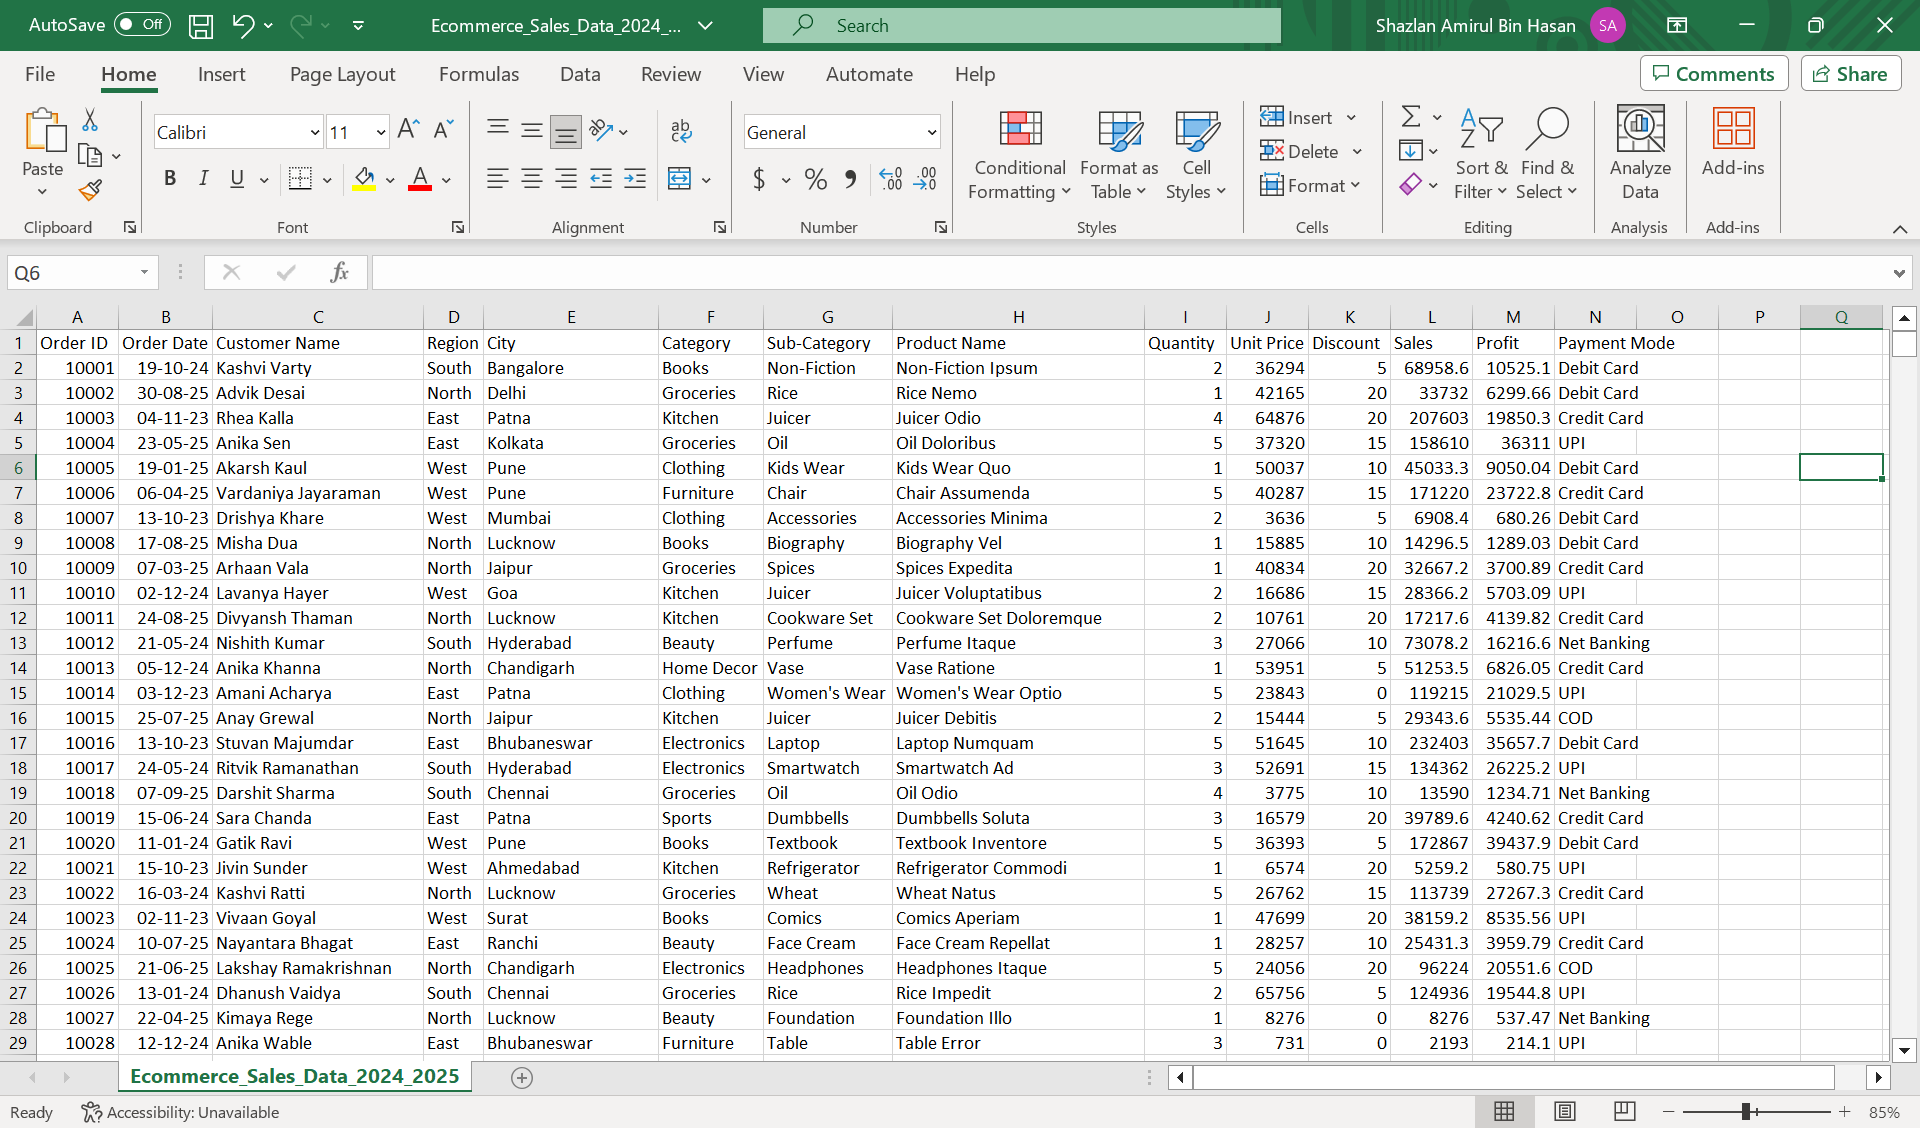 AutoSave Off Ecommerce_Sales_Data_2024_... Search Shazlan Amirul Bin Hasan SA
File Home Insert Page Layout Formulas Data Review View Automate Help Comments Share
Paste Calibri 11 General Conditional Formatting Format as Table Cell Styles Insert Delete Format Sort & Filter Find & Select Analyze Data Add-ins
Clipboard Font Alignment Number Styles Cells Editing Analysis Add-ins
Q6 fx
A B C D E F G H I J K L M N O P Q
1 Order ID Order Date Customer Name Region City Category Sub-Category Product Name Quantity Unit Price Discount Sales Profit Payment Mode
2 10001 19-10-24 Kashvi Varty South Bangalore Books Non-Fiction Non-Fiction Ipsum 2 36294 5 68958.6 10525.1 Debit Card
3 10002 30-08-25 Advik Desai North Delhi Groceries Rice Rice Nemo 1 42165 20 33732 6299.66 Debit Card
4 10003 04-11-23 Rhea Kalla East Patna Kitchen Juicer Juicer Odio 4 64876 20 207603 19850.3 Credit Card
5 10004 23-05-25 Anika Sen East Kolkata Groceries Oil Oil Doloribus 5 37320 15 158610 36311 UPI
6 10005 19-01-25 Akarsh Kaul West Pune Clothing Kids Wear Kids Wear Quo 1 50037 10 45033.3 9050.04 Debit Card
7 10006 06-04-25 Vardaniya Jayaraman West Pune Furniture Chair Chair Assumenda 5 40287 15 171220 23722.8 Credit Card
8 10007 13-10-23 Drishya Khare West Mumbai Clothing Accessories Accessories Minima 2 3636 5 6908.4 680.26 Debit Card
9 10008 17-08-25 Misha Dua North Lucknow Books Biography Biography Vel 1 15885 10 14296.5 1289.03 Debit Card
10 10009 07-03-25 Arhaan Vala North Jaipur Groceries Spices Spices Expedita 1 40834 20 32667.2 3700.89 Credit Card
11 10010 02-12-24 Lavanya Hayer West Goa Kitchen Juicer Juicer Voluptatibus 2 16686 15 28366.2 5703.09 UPI
12 10011 24-08-25 Divyansh Thaman North Lucknow Kitchen Cookware Set Cookware Set Doloremque 2 10761 20 17217.6 4139.82 Credit Card
13 10012 21-05-24 Nishith Kumar South Hyderabad Beauty Perfume Perfume Itaque 3 27066 10 73078.2 16216.6 Net Banking
14 10013 05-12-24 Anika Khanna North Chandigarh Home Decor Vase Vase Ratione 1 53951 5 51253.5 6826.05 Credit Card
15 10014 03-12-23 Amani Acharya East Patna Clothing Women's Wear Women's Wear Optio 5 23843 0 119215 21029.5 UPI
16 10015 25-07-25 Anay Grewal North Jaipur Kitchen Juicer Juicer Debitis 2 15444 5 29343.6 5535.44 COD
17 10016 13-10-23 Stuvan Majumdar East Bhubaneswar Electronics Laptop Laptop Numquam 5 51645 10 232403 35657.7 Debit Card
18 10017 24-05-24 Ritvik Ramanathan South Hyderabad Electronics Smartwatch Smartwatch Ad 3 52691 15 134362 26225.2 UPI
19 10018 07-09-25 Darshit Sharma South Chennai Groceries Oil Oil Odio 4 3775 10 13590 1234.71 Net Banking
20 10019 15-06-24 Sara Chanda East Patna Sports Dumbbells Dumbbells Soluta 3 16579 20 39789.6 4240.62 Credit Card
21 10020 11-01-24 Gatik Ravi West Pune Books Textbook Textbook Inventore 5 36393 5 172867 39437.9 Debit Card
22 10021 15-10-23 Jivin Sunder West Ahmedabad Kitchen Refrigerator Refrigerator Commodi 1 6574 20 5259.2 580.75 UPI
23 10022 16-03-24 Kashvi Ratti North Lucknow Groceries Wheat Wheat Natus 5 26762 15 113739 27267.3 Credit Card
24 10023 02-11-23 Vivaan Goyal West Surat Books Comics Comics Aperiam 1 47699 20 38159.2 8535.56 UPI
25 10024 10-07-25 Nayantara Bhagat East Ranchi Beauty Face Cream Face Cream Repellat 1 28257 10 25431.3 3959.79 Credit Card
26 10025 21-06-25 Lakshay Ramakrishnan North Chandigarh Electronics Headphones Headphones Itaque 5 24056 20 96224 20551.6 COD
27 10026 13-01-24 Dhanush Vaidya South Chennai Groceries Rice Rice Impedit 2 65756 5 124936 19544.8 UPI
28 10027 22-04-25 Kimaya Rege North Lucknow Beauty Foundation Foundation Illo 1 8276 0 8276 537.47 Net Banking
29 10028 12-12-24 Anika Wable East Bhubaneswar Furniture Table Table Error 3 731 0 2193 214.1 UPI
Ecommerce_Sales_Data_2024_2025
Ready Accessibility: Unavailable 85%